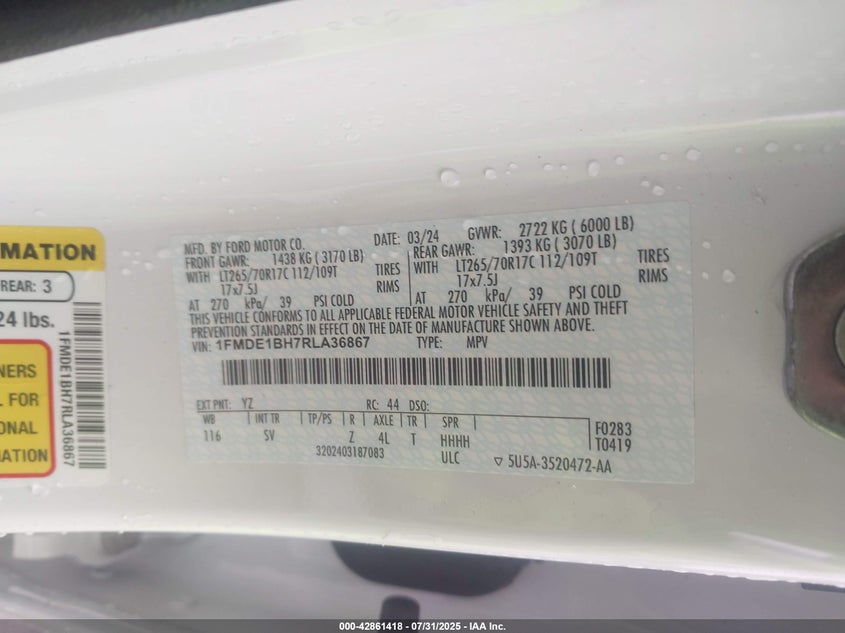 MATION
REAR: 3
24 lbs.
NERS
L FOR
ONAL
MATION
1FMDE1BH7RLA36867
MFD. BY FORD MOTOR CO.
DATE: 03/24
GVWR: 2722 KG ( 6000 LB)
FRONT GAWR: 1438 KG ( 3170 LB)
WITH LT265/70R17C 112/109T TIRES
17x7.5J RIMS
AT 270 kPa/ 39 PSI COLD
REAR GAWR: 1393 KG ( 3070 LB)
WITH LT265/70R17C 112/109T TIRES
17x7.5J RIMS
AT 270 kPa/ 39 PSI COLD
THIS VEHICLE CONFORMS TO ALL APPLICABLE FEDERAL MOTOR VEHICLE SAFETY AND THEFT
PREVENTION STANDARDS IN EFFECT ON THE DATE OF MANUFACTURE SHOWN ABOVE.
VIN: 1FMDE1BH7RLA36867
TYPE: MPV
EXT PNT: YZ RC: 44 DSO:
WB INT TR TP/PS R AXLE TR SPR
116 SV Z 4L T HHHH
ULC
3202403187083
F0283
T0419
▽ 5U5A-3520472-AA
000-42861418 - 07/31/2025 - IAA Inc.